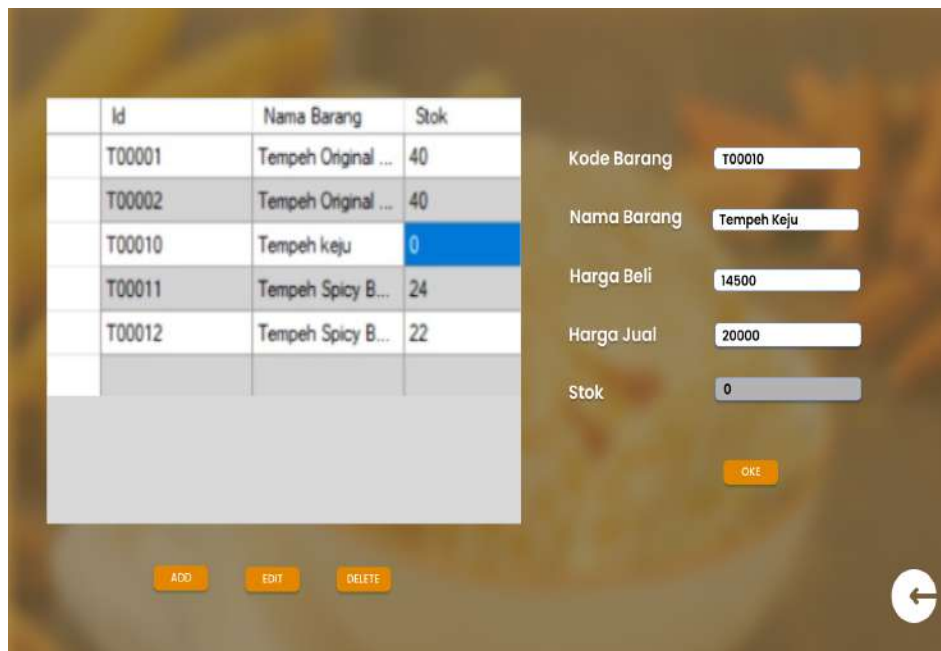 Id Nama Barang Stok
T00001 Tempeh Original ... 40
T00002 Tempeh Original ... 40
T00010 Tempeh keju 0
T00011 Tempeh Spicy B... 24
T00012 Tempeh Spicy B... 22
Kode Barang T00010
Nama Barang Tempeh Keju
Harga Beli 14500
Harga Jual 20000
Stok 0
OKE
ADD EDIT DELETE